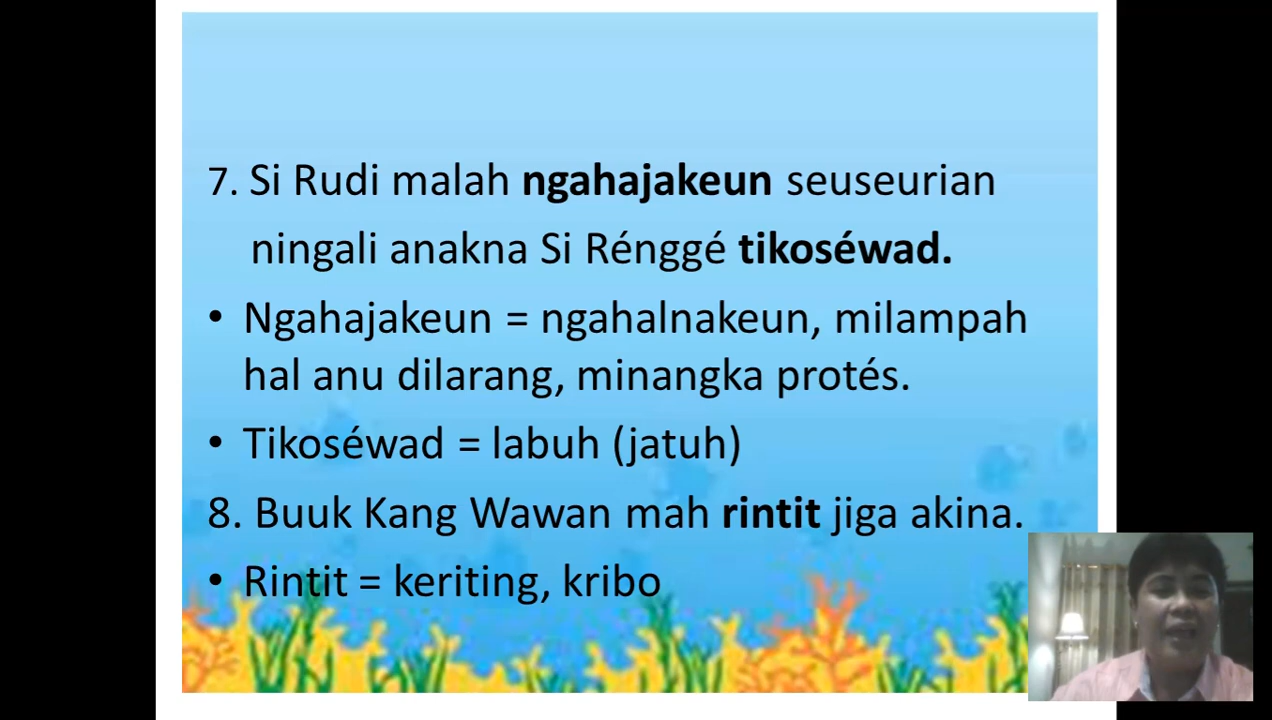 7. Si Rudi malah ngahajakeun seuseurian
ningali anakna Si Rénggé tikoséwad.
• Ngahajakeun = ngahalnakeun, milampah
hal anu dilarang, minangka protés.
• Tikoséwad = labuh (jatuh)
8. Buuk Kang Wawan mah rintit jiga akina.
• Rintit = keriting, kribo